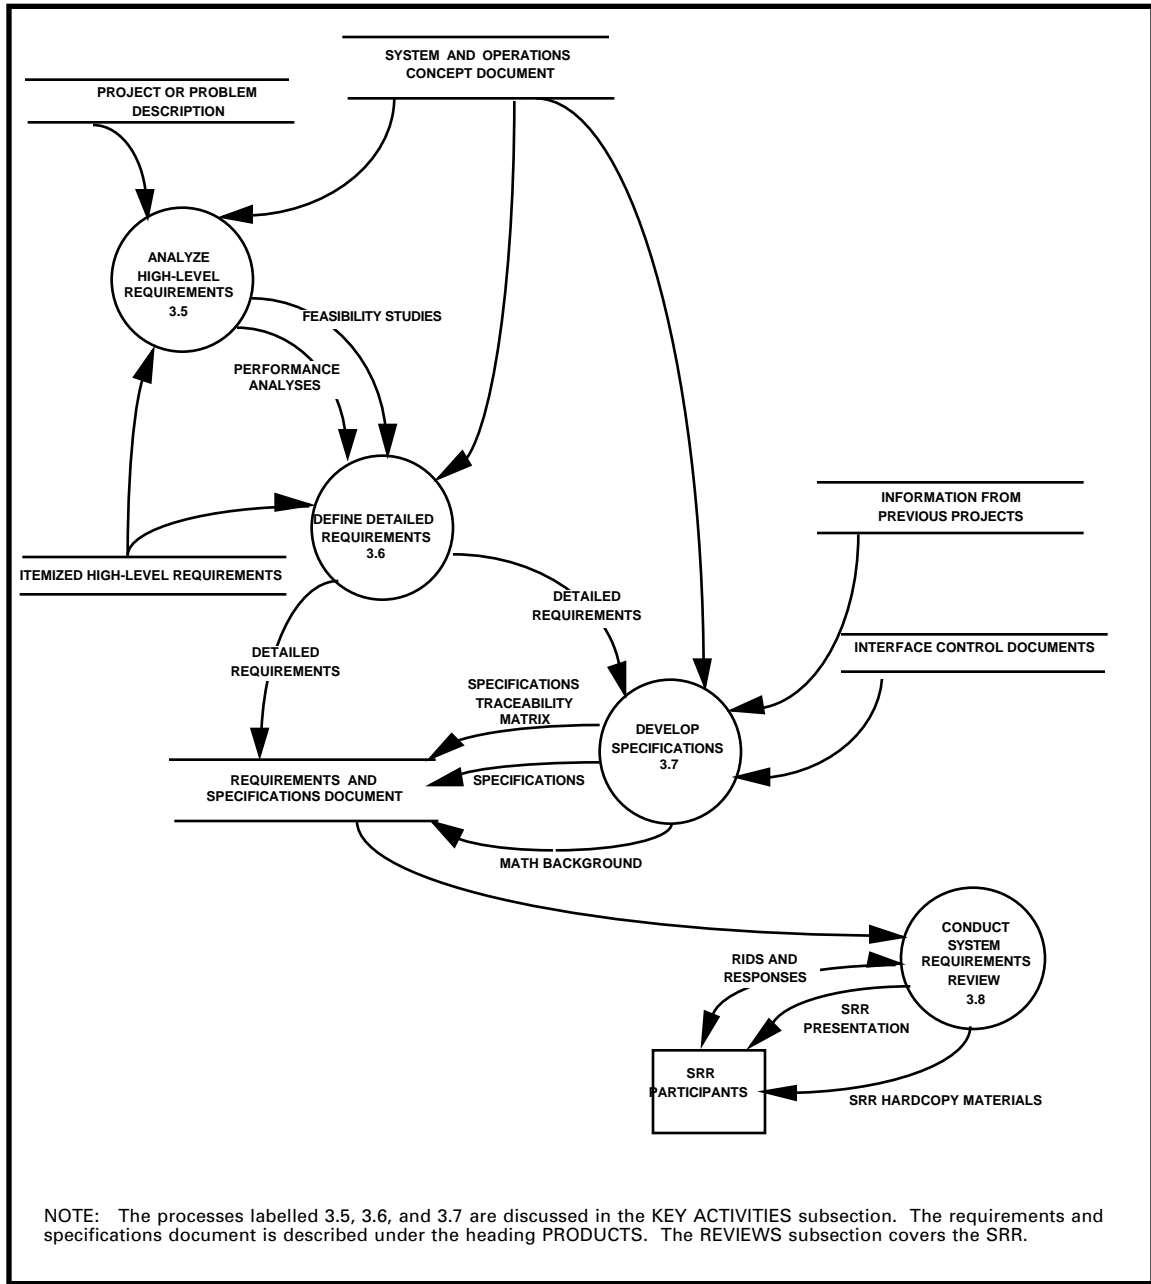 SYSTEM AND OPERATIONS
CONCEPT DOCUMENT
PROJECT OR PROBLEM
DESCRIPTION
ANALYZE
HIGH-LEVEL
REQUIREMENTS
3.5
FEASIBILITY STUDIES
PERFORMANCE
ANALYSES
INFORMATION FROM
PREVIOUS PROJECTS
DEFINE DETAILED
REQUIREMENTS
3.6
ITEMIZED HIGH-LEVEL REQUIREMENTS
DETAILED
REQUIREMENTS
INTERFACE CONTROL DOCUMENTS
DETAILED
REQUIREMENTS
SPECIFICATIONS
TRACEABILITY
MATRIX
DEVELOP
SPECIFICATIONS
3.7
REQUIREMENTS AND
SPECIFICATIONS DOCUMENT
SPECIFICATIONS
MATH BACKGROUND
CONDUCT
SYSTEM
REQUIREMENTS
REVIEW
3.8
RIDS AND
RESPONSES
SRR
PRESENTATION
SRR
PARTICIPANTS
SRR HARDCOPY MATERIALS
NOTE: The processes labelled 3.5, 3.6, and 3.7 are discussed in the KEY ACTIVITIES subsection. The requirements and
specifications document is described under the heading PRODUCTS. The REVIEWS subsection covers the SRR.